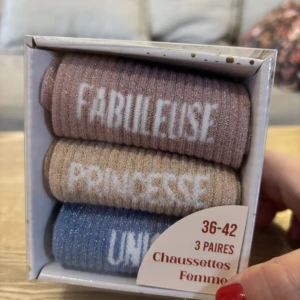 FABULEUSE
PRINCESSE
36-42
3 PAIRES
Chaussettes
Femme